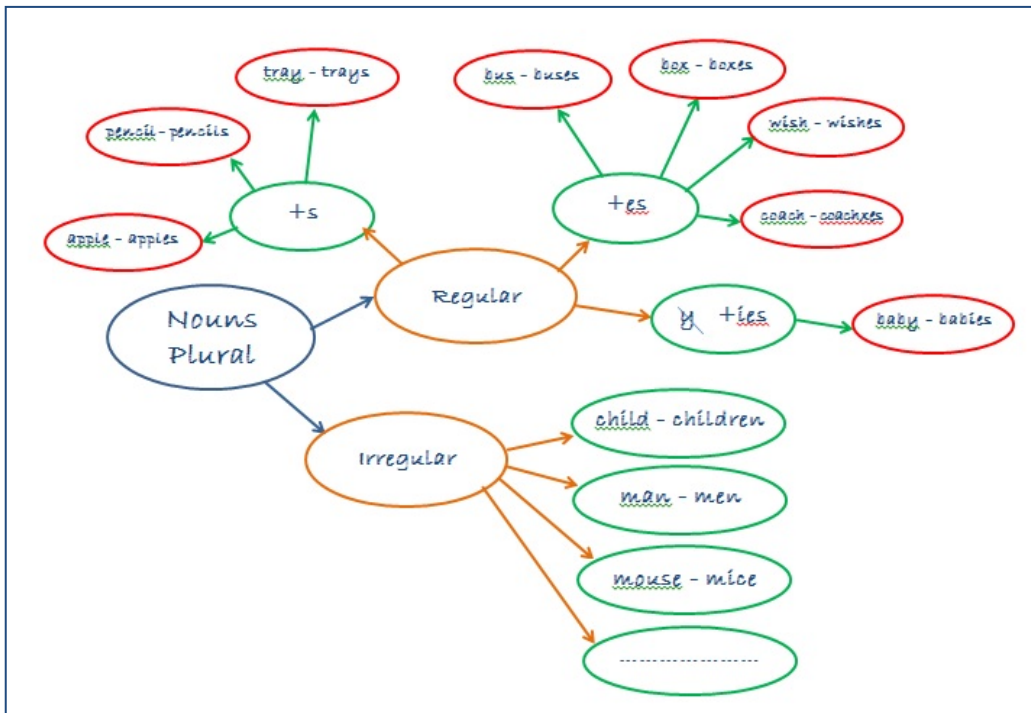 tray - trays
bus - buses
box - boxes
pencil - pencils
wish - wishes
+s
+es
coach - coachxes
apple - apples
Regular
Nouns
Plural
y +ies
baby - babies
child - children
Irregular
man - men
mouse - mice
-------------------